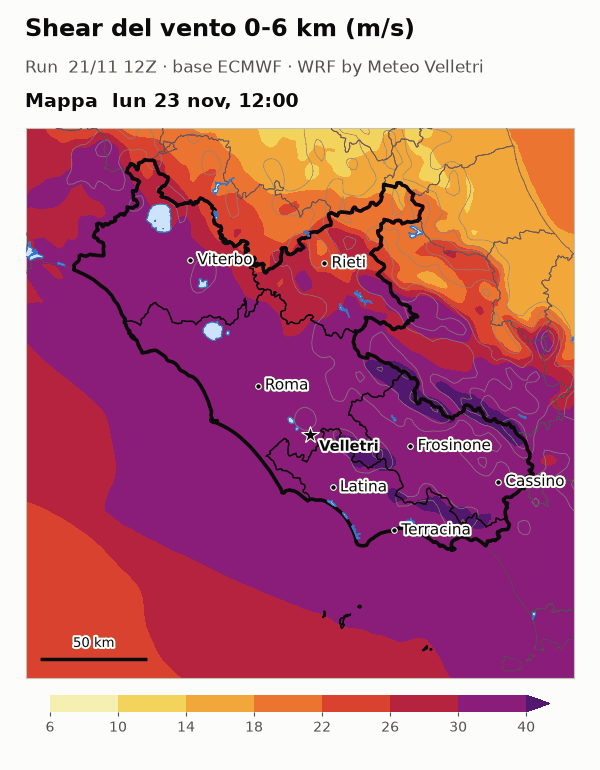 Shear del vento 0-6 km (m/s)
Run  21/11 12Z · base ECMWF · WRF by Meteo Velletri
Mappa  lun 23 nov, 12:00
Viterbo
Rieti
Roma
Velletri
Frosinone
Cassino
Latina
Terracina
50 km
6 10 14 18 22 26 30 40